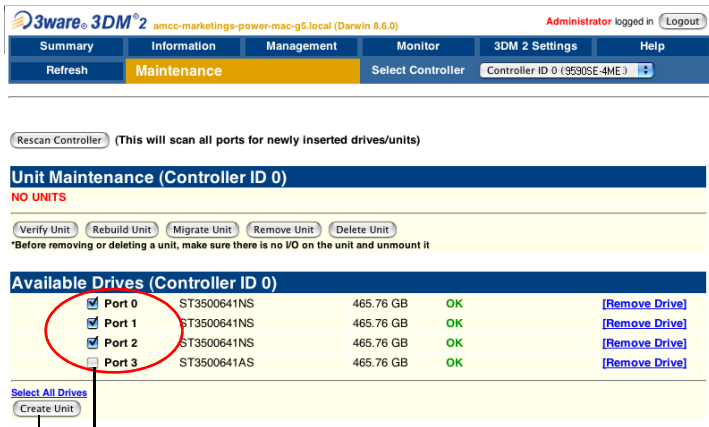 3ware® 3DM®2 amcc-marketings-power-mac-g5.local (Darwin 8.6.0) Administrator logged in Logout
Summary Information Management Monitor 3DM 2 Settings Help
Refresh Maintenance Select Controller Controller ID 0 (9590SE-4ME)
Rescan Controller (This will scan all ports for newly inserted drives/units)
Unit Maintenance (Controller ID 0)
NO UNITS
Verify Unit Rebuild Unit Migrate Unit Remove Unit Delete Unit
*Before removing or deleting a unit, make sure there is no I/O on the unit and unmount it
Available Drives (Controller ID 0)
Port 0 ST3500641NS 465.76 GB OK [Remove Drive]
Port 1 ST3500641NS 465.76 GB OK [Remove Drive]
Port 2 ST3500641NS 465.76 GB OK [Remove Drive]
Port 3 ST3500641AS 465.76 GB OK [Remove Drive]
Select All Drives
Create Unit